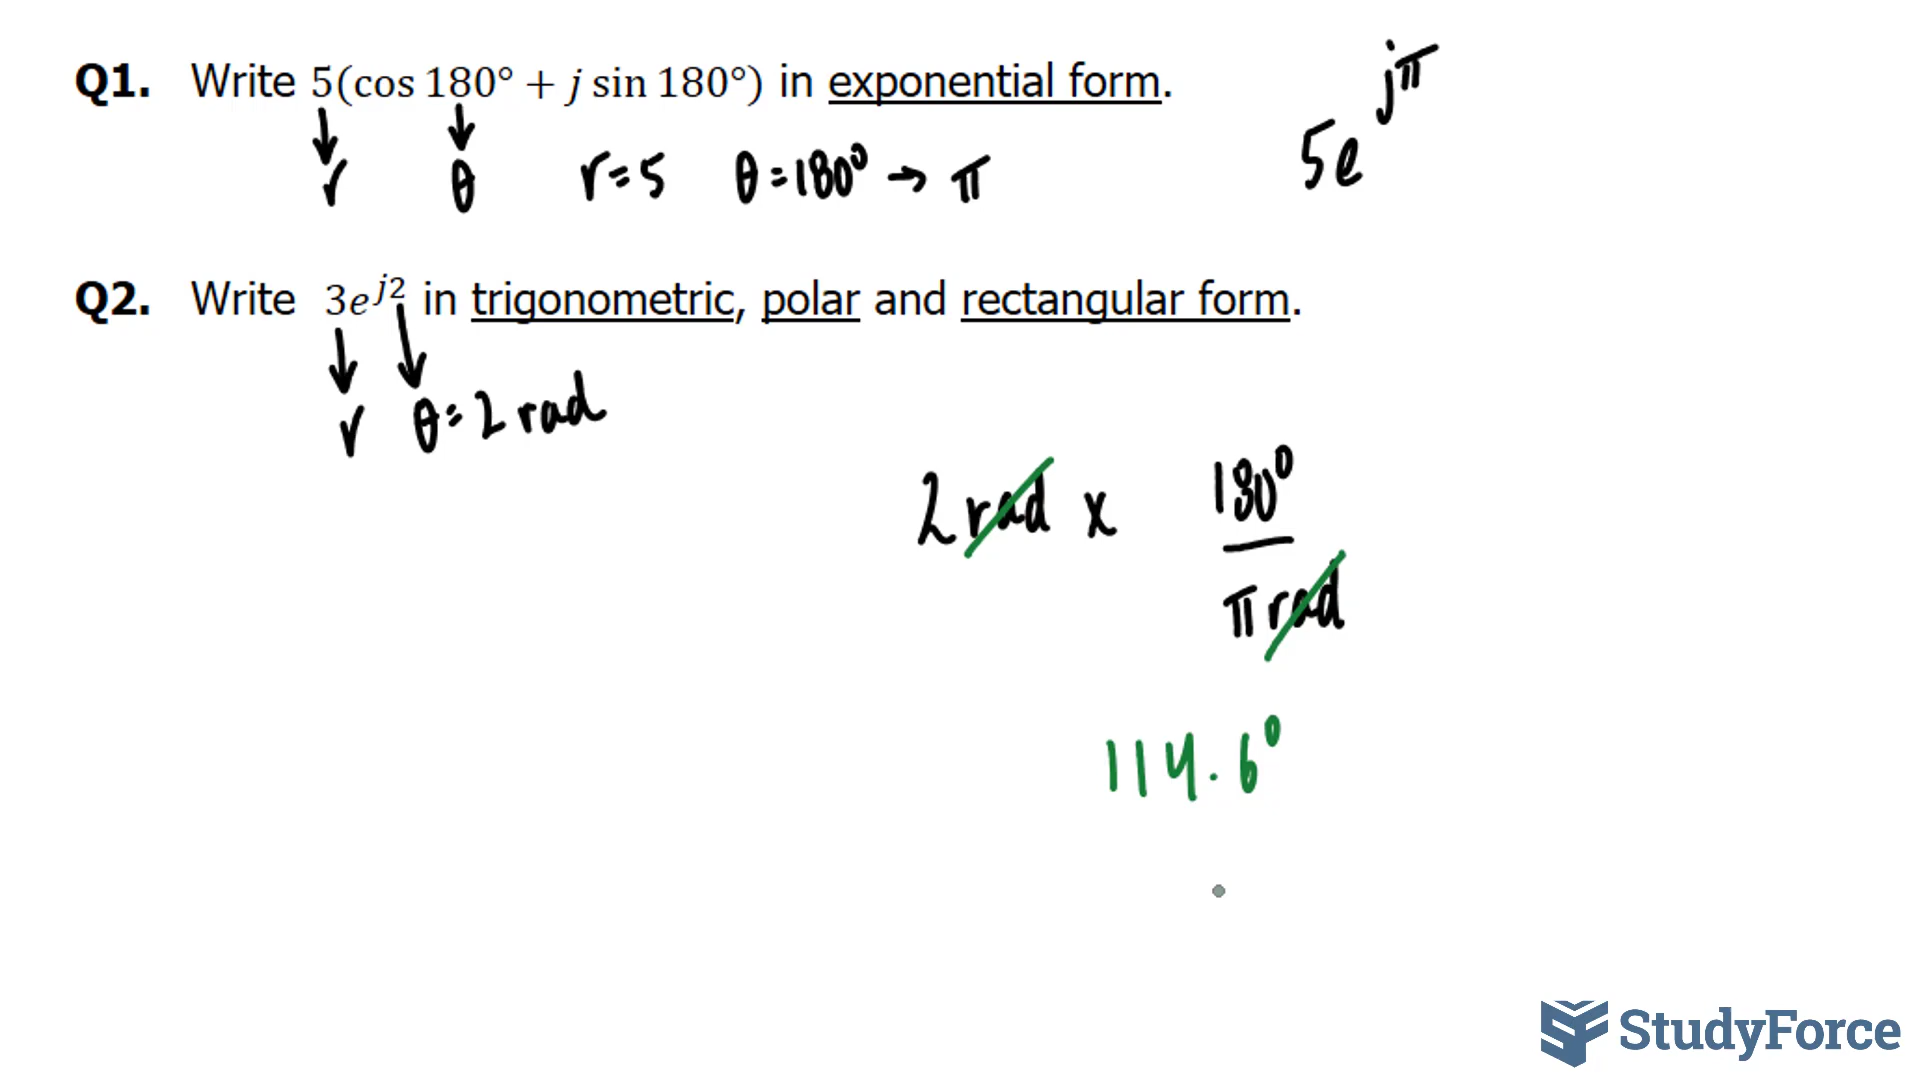 Q1. Write 5(cos 180° + j sin 180°) in exponential form.
5e^jπ
r θ r=5 θ=180° → π
Q2. Write 3e^j2 in trigonometric, polar and rectangular form.
r θ=2 rad
2 rad x 180°
π rad
114.6°
StudyForce